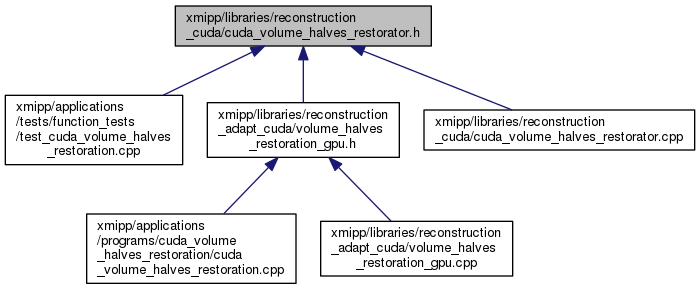 xmipp/libraries/reconstruction
_cuda/cuda_volume_halves_restorator.h
xmipp/applications
/tests/function_tests
/test_cuda_volume_halves
_restoration.cpp
xmipp/libraries/reconstruction
_adapt_cuda/volume_halves
_restoration_gpu.h
xmipp/libraries/reconstruction
_cuda/cuda_volume_halves_restorator.cpp
xmipp/applications
/programs/cuda_volume
_halves_restoration/cuda
_volume_halves_restoration.cpp
xmipp/libraries/reconstruction
_adapt_cuda/volume_halves
_restoration_gpu.cpp